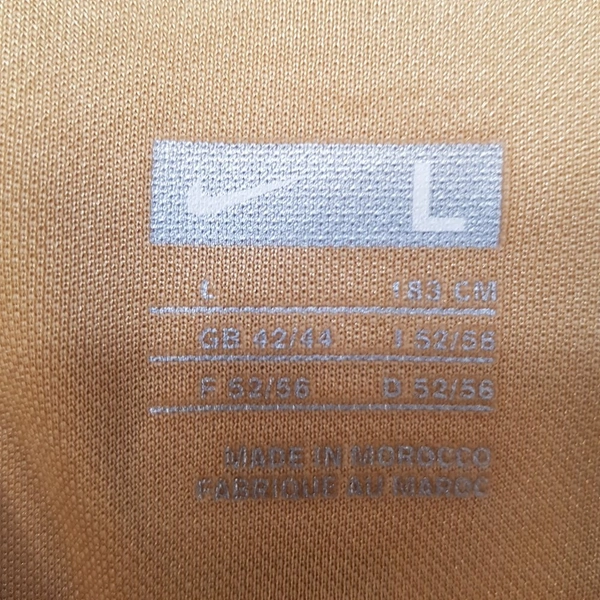 L
L 183 CM
GB 42/44 I 52/56
F 52/56 D 52/56
MADE IN MOROCCO
FABRIQUE AU MAROC